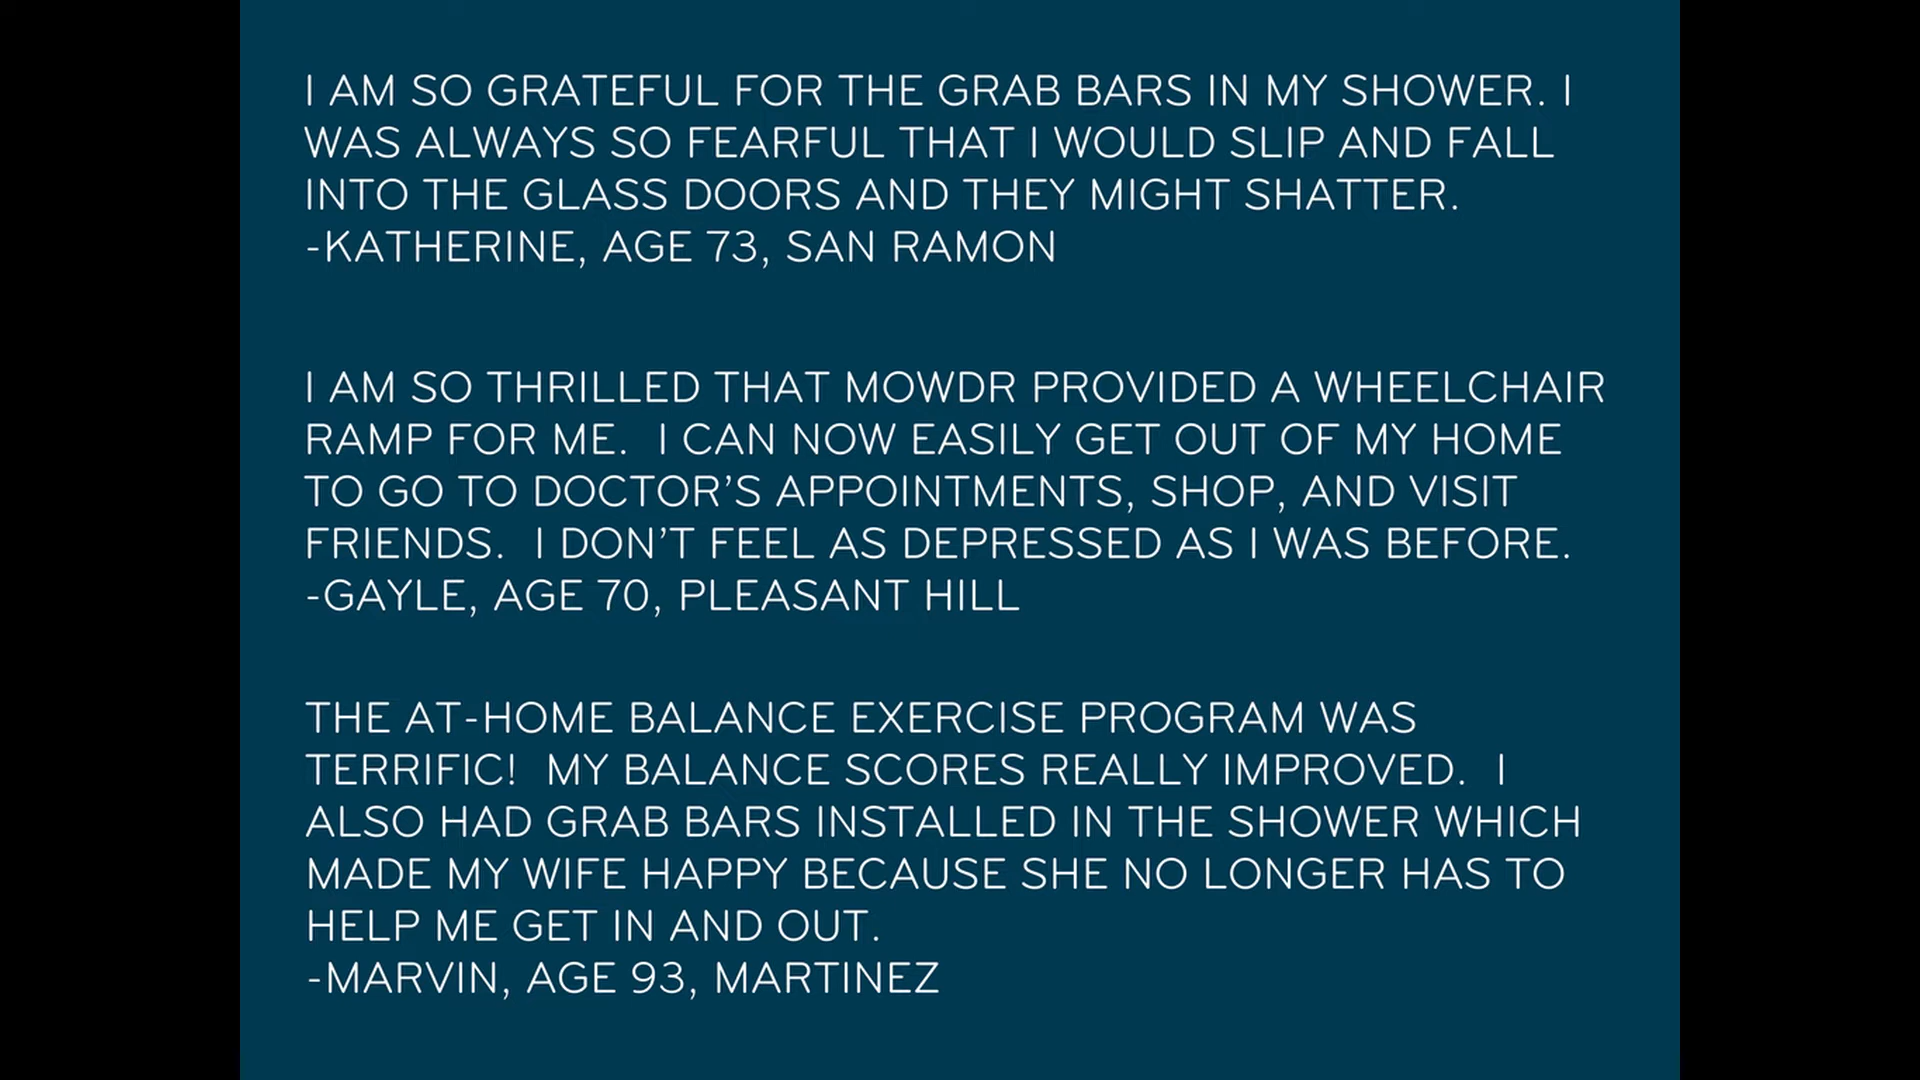 I AM SO GRATEFUL FOR THE GRAB BARS IN MY SHOWER. I
WAS ALWAYS SO FEARFUL THAT I WOULD SLIP AND FALL
INTO THE GLASS DOORS AND THEY MIGHT SHATTER.
-KATHERINE, AGE 73, SAN RAMON
I AM SO THRILLED THAT MOWDR PROVIDED A WHEELCHAIR
RAMP FOR ME.  I CAN NOW EASILY GET OUT OF MY HOME
TO GO TO DOCTOR’S APPOINTMENTS, SHOP, AND VISIT
FRIENDS.  I DON’T FEEL AS DEPRESSED AS I WAS BEFORE.
-GAYLE, AGE 70, PLEASANT HILL
THE AT-HOME BALANCE EXERCISE PROGRAM WAS
TERRIFIC!  MY BALANCE SCORES REALLY IMPROVED.  I
ALSO HAD GRAB BARS INSTALLED IN THE SHOWER WHICH
MADE MY WIFE HAPPY BECAUSE SHE NO LONGER HAS TO
HELP ME GET IN AND OUT.
-MARVIN, AGE 93, MARTINEZ